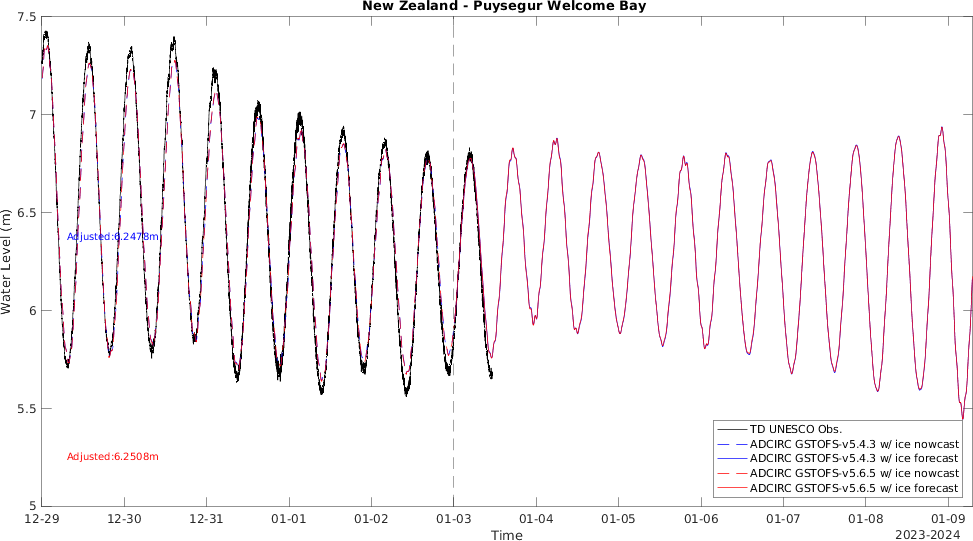 New Zealand - Puysegur Welcome Bay
7.5
7
6.5
6
5.5
5
Water Level (m)
Adjusted:6.2478m
Adjusted:6.2508m
TD UNESCO Obs.
ADCIRC GSTOFS-v5.4.3 w/ ice nowcast
ADCIRC GSTOFS-v5.4.3 w/ ice forecast
ADCIRC GSTOFS-v5.6.5 w/ ice nowcast
ADCIRC GSTOFS-v5.6.5 w/ ice forecast
12-29 12-30 12-31 01-01 01-02 01-03 01-04 01-05 01-06 01-07 01-08 01-09
Time
2023-2024